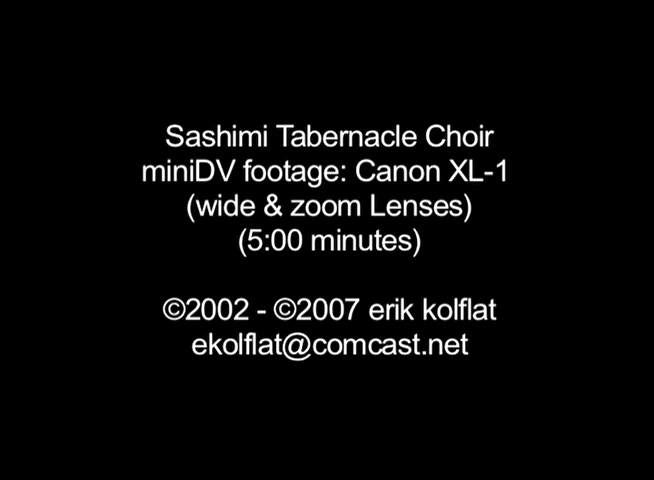 Sashimi Tabernacle Choir
miniDV footage: Canon XL-1
(wide & zoom Lenses)
(5:00 minutes)
©2002 - ©2007 erik kolflat
ekolflat@comcast.net